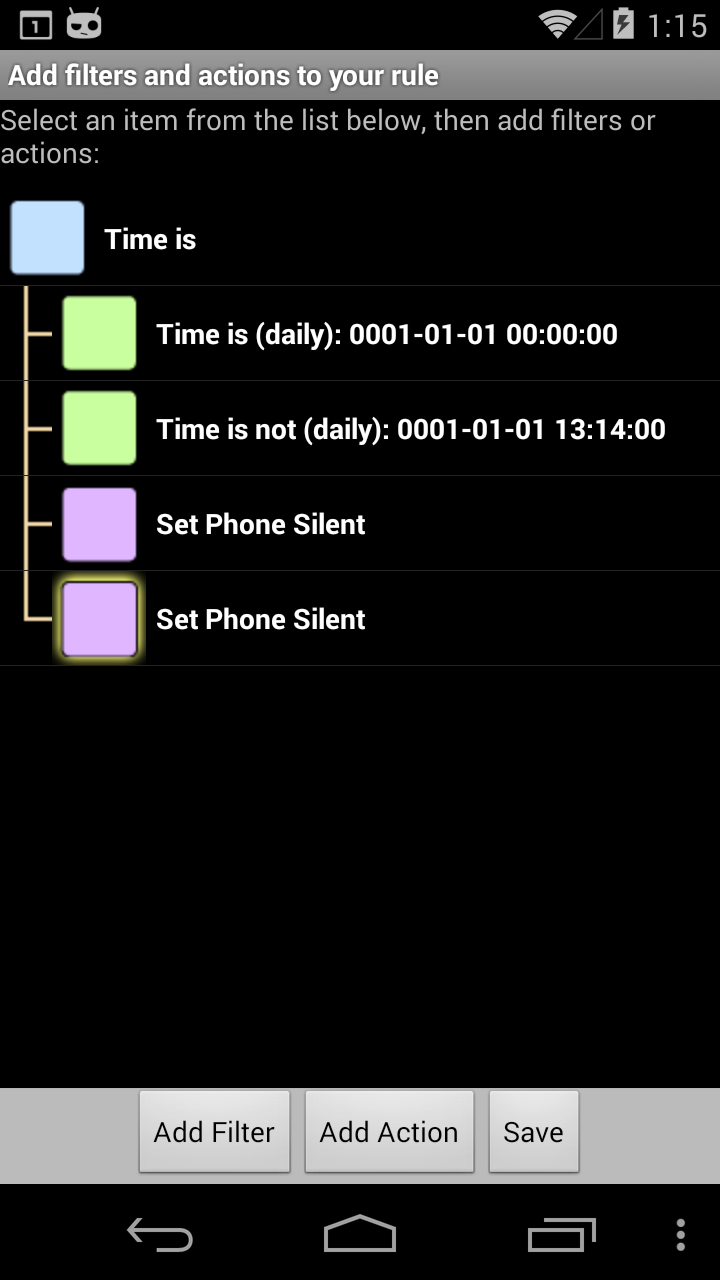 1
1:15
Add filters and actions to your rule
Select an item from the list below, then add filters or
actions:
Time is
Time is (daily): 0001-01-01 00:00:00
Time is not (daily): 0001-01-01 13:14:00
Set Phone Silent
Set Phone Silent
Add Filter
Add Action
Save